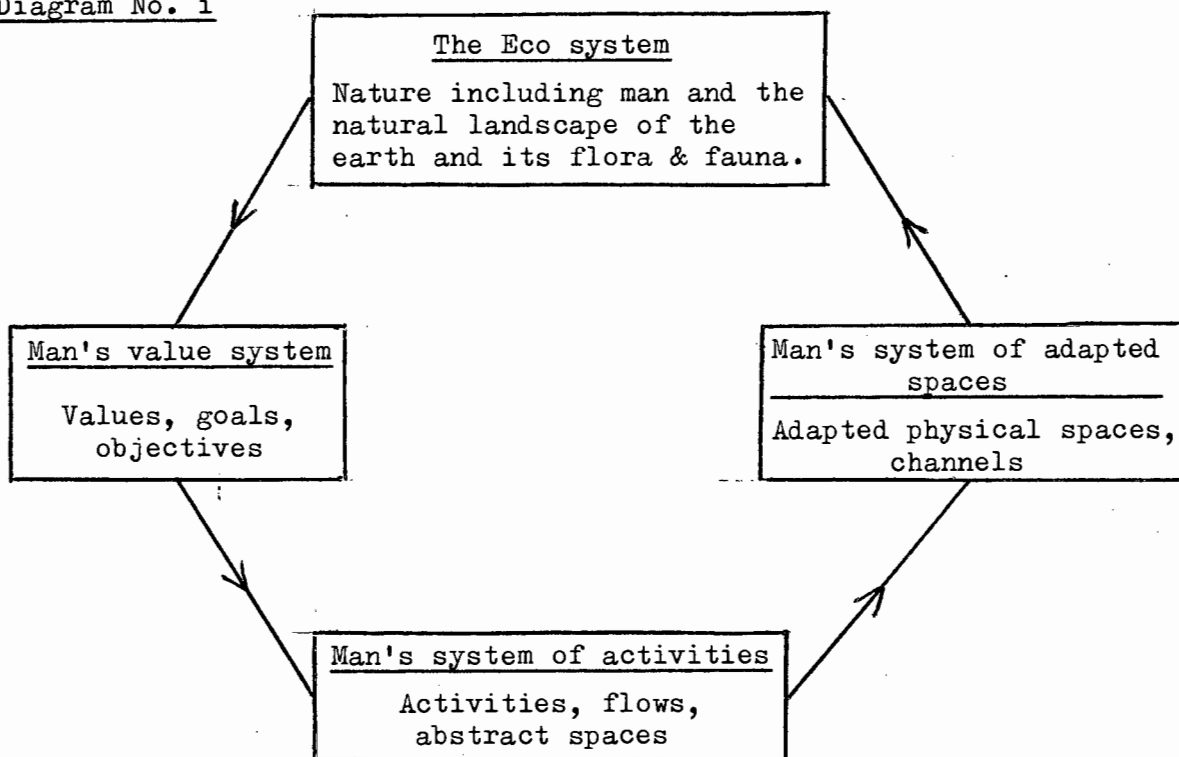 Diagram No. 1
The Eco system
Nature including man and the
natural landscape of the
earth and its flora & fauna.
Man's value system
Values, goals,
objectives
Man's system of adapted
spaces
Adapted physical spaces,
channels
Man's system of activities
Activities, flows,
abstract spaces